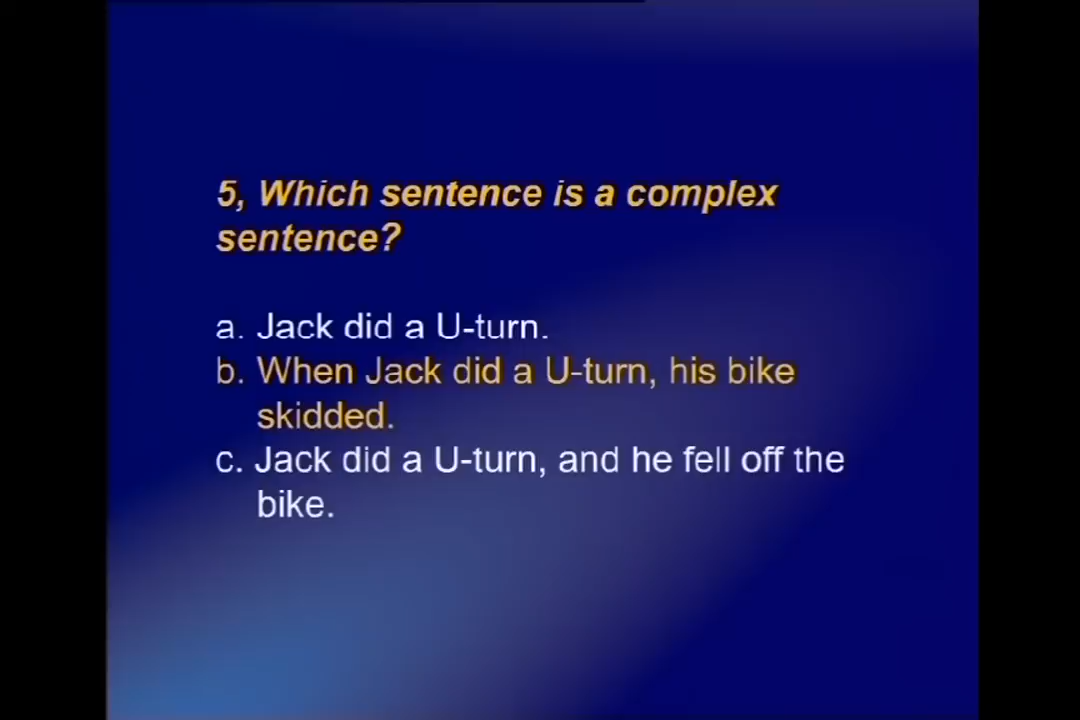 5, Which sentence is a complex
sentence?
a. Jack did a U-turn.
b. When Jack did a U-turn, his bike
skidded.
c. Jack did a U-turn, and he fell off the
bike.